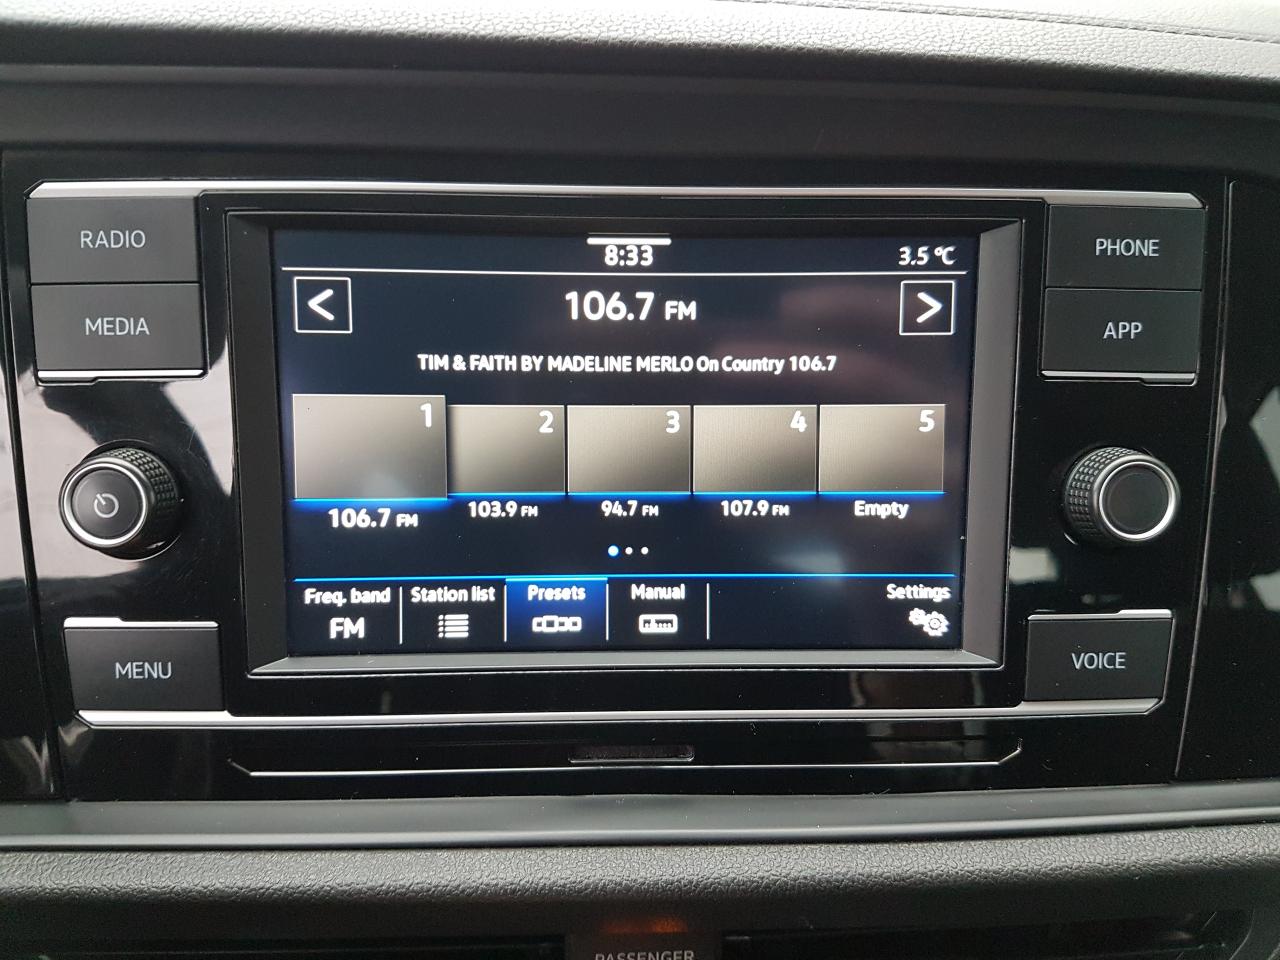 RADIO
MEDIA
MENU
8:33
3.5 °C
<
106.7 FM
>
TIM & FAITH BY MADELINE MERLO On Country 106.7
1
2
3
4
5
106.7 FM
103.9 FM
94.7 FM
107.9 FM
Empty
Freq. band
FM
Station list
Presets
Manual
Settings
PHONE
APP
VOICE
PASSENGER